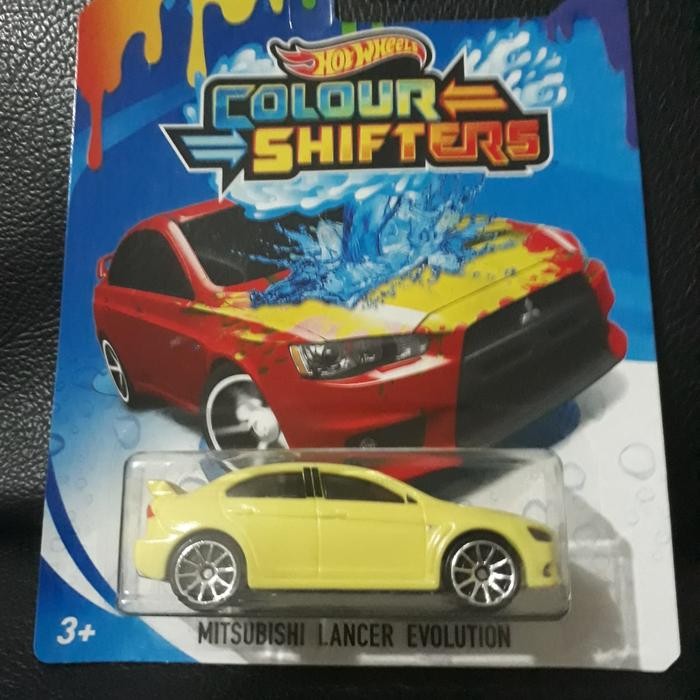 HOT WHEELS
COLOUR
SHIFTERS
3+
MITSUBISHI LANCER EVOLUTION